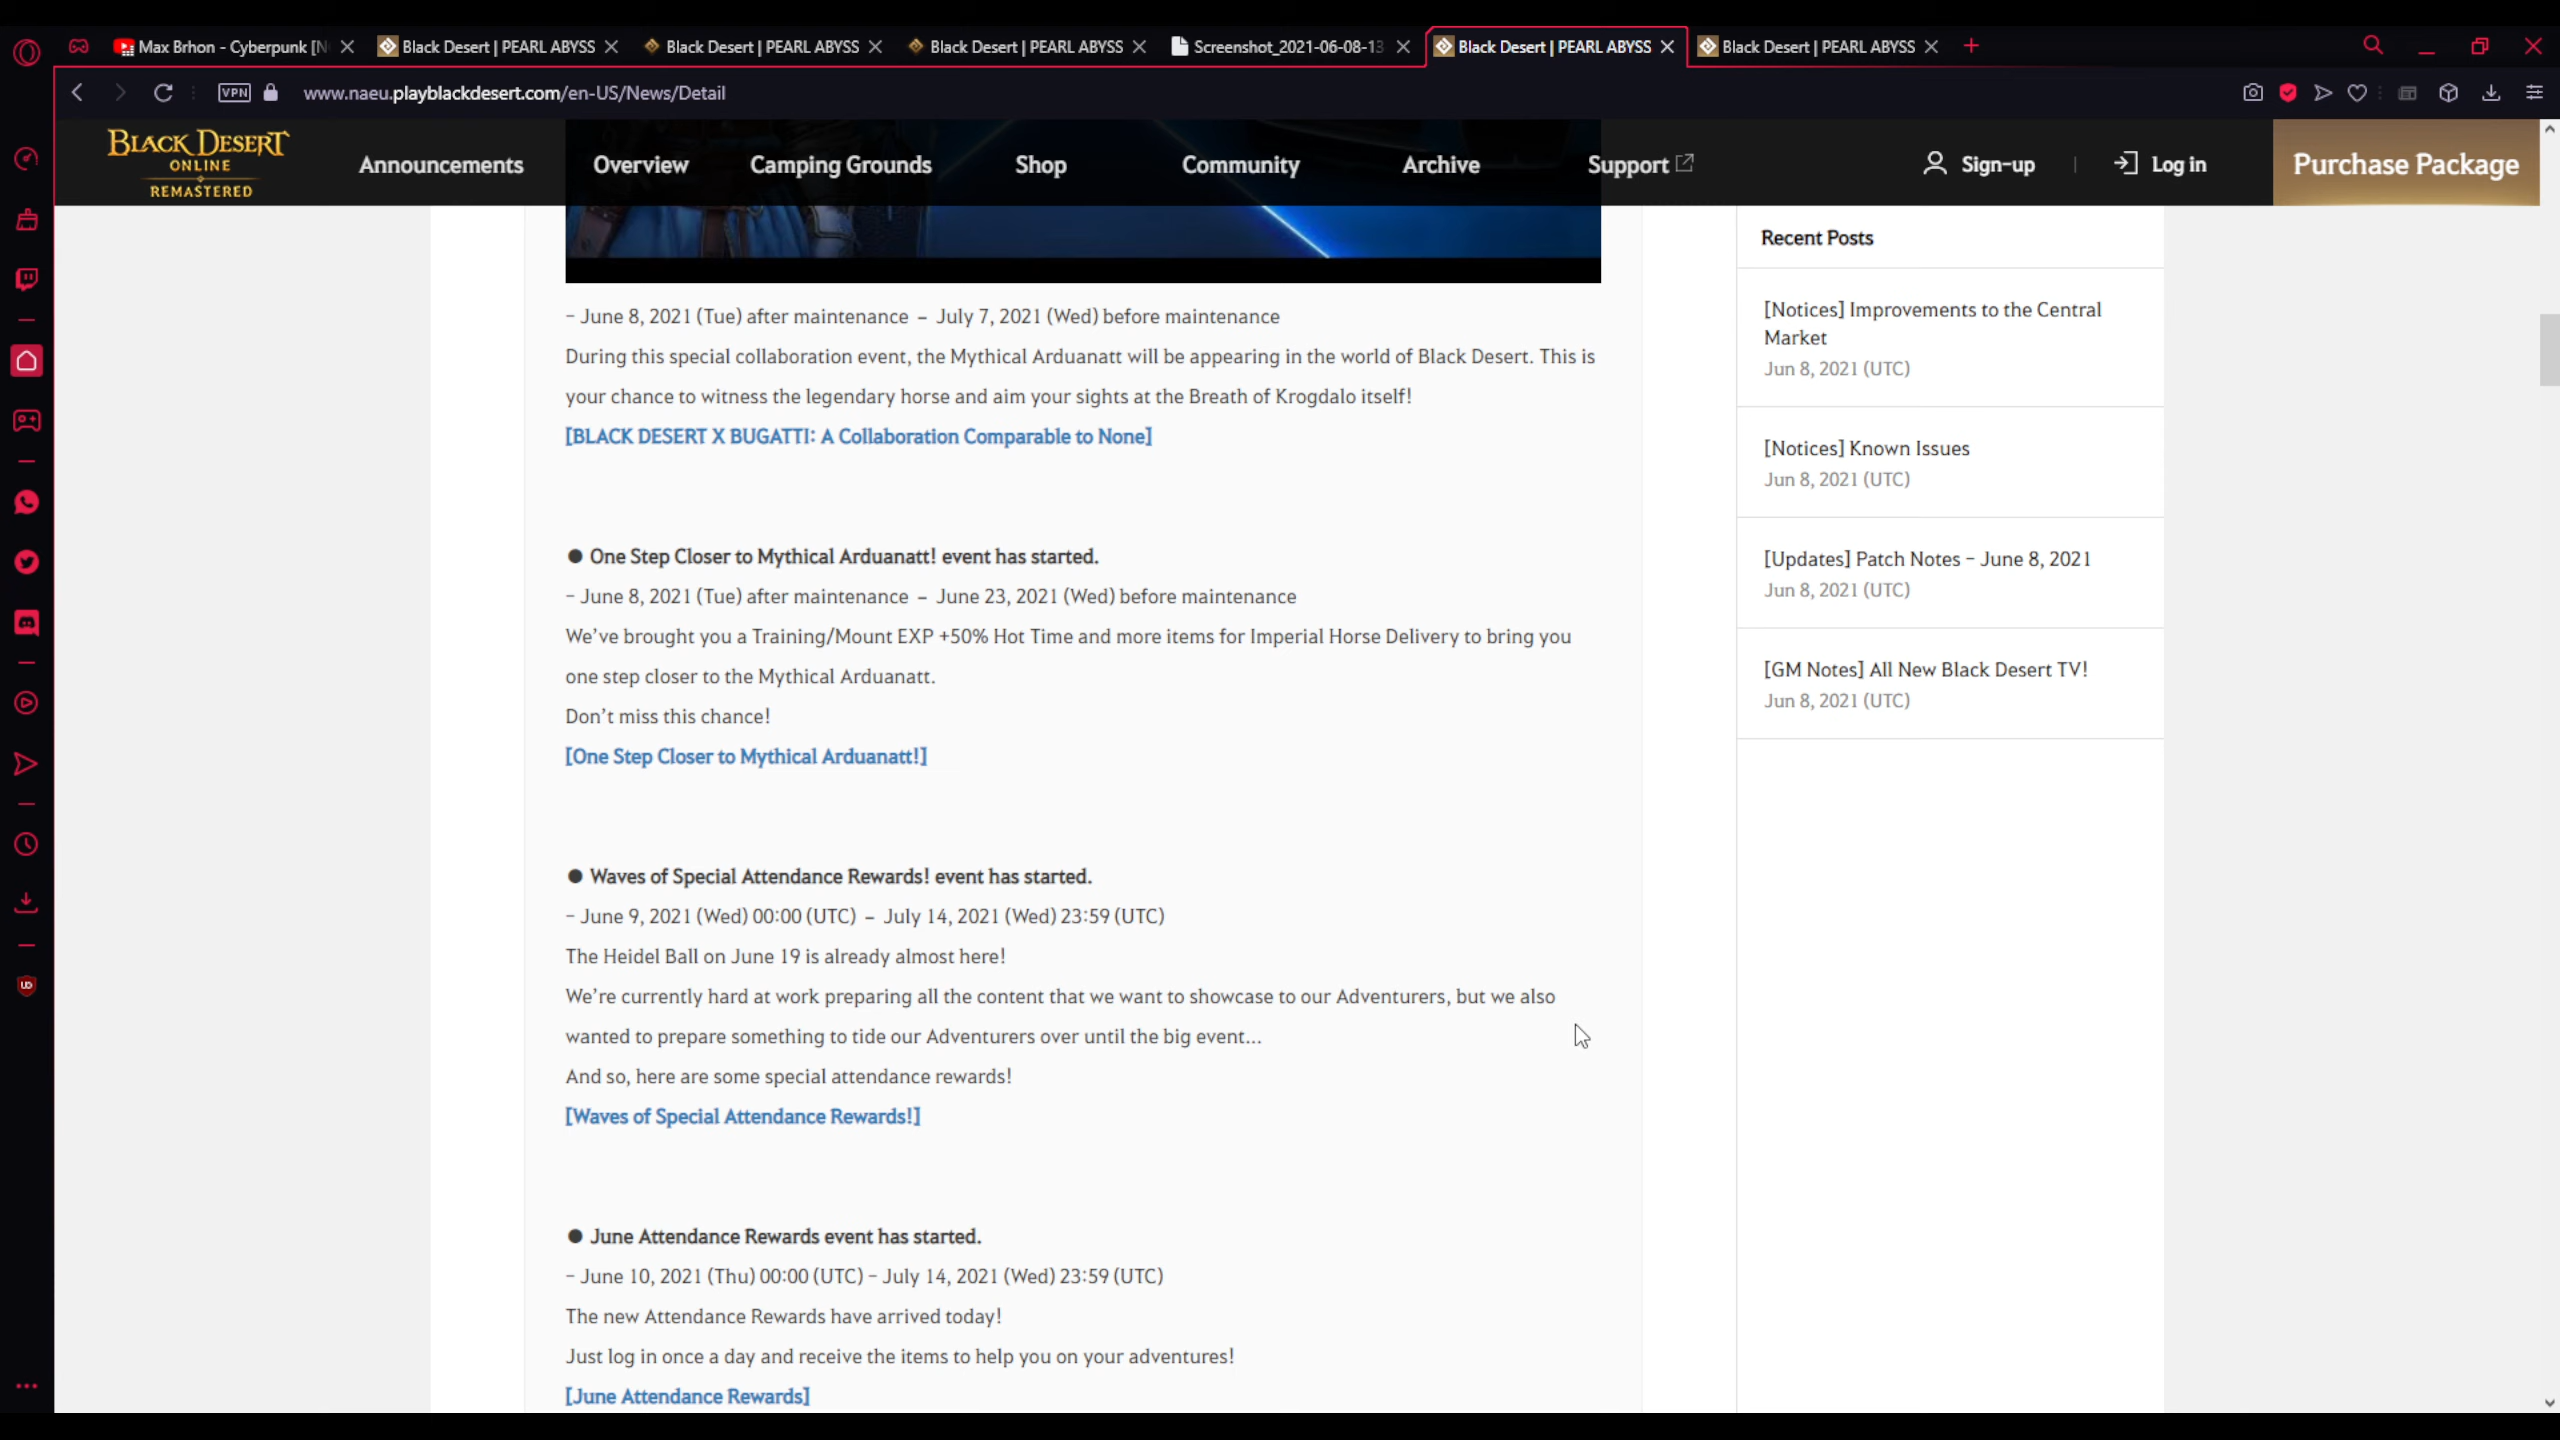 Max Brhon - Cyberpunk [N
Black Desert | PEARL ABYSS
Black Desert | PEARL ABYSS
Black Desert | PEARL ABYSS
Screenshot_2021-06-08-13
Black Desert | PEARL ABYSS
Black Desert | PEARL ABYSS
VPN
www.naeu.playblackdesert.com/en-US/News/Detail
BLACK DESERT
ONLINE
REMASTERED
Announcements
Overview
Camping Grounds
Shop
Community
Archive
Support
Sign-up
Log in
Purchase Package
– June 8, 2021 (Tue) after maintenance – July 7, 2021 (Wed) before maintenance
During this special collaboration event, the Mythical Arduanatt will be appearing in the world of Black Desert. This is
your chance to witness the legendary horse and aim your sights at the Breath of Krogdalo itself!
[BLACK DESERT X BUGATTI: A Collaboration Comparable to None]
● One Step Closer to Mythical Arduanatt! event has started.
– June 8, 2021 (Tue) after maintenance – June 23, 2021 (Wed) before maintenance
We've brought you a Training/Mount EXP +50% Hot Time and more items for Imperial Horse Delivery to bring you
one step closer to the Mythical Arduanatt.
Don't miss this chance!
[One Step Closer to Mythical Arduanatt!]
● Waves of Special Attendance Rewards! event has started.
– June 9, 2021 (Wed) 00:00 (UTC) – July 14, 2021 (Wed) 23:59 (UTC)
The Heidel Ball on June 19 is already almost here!
We're currently hard at work preparing all the content that we want to showcase to our Adventurers, but we also
wanted to prepare something to tide our Adventurers over until the big event...
And so, here are some special attendance rewards!
[Waves of Special Attendance Rewards!]
● June Attendance Rewards event has started.
– June 10, 2021 (Thu) 00:00 (UTC) – July 14, 2021 (Wed) 23:59 (UTC)
The new Attendance Rewards have arrived today!
Just log in once a day and receive the items to help you on your adventures!
[June Attendance Rewards]
Recent Posts
[Notices] Improvements to the Central
Market
Jun 8, 2021 (UTC)
[Notices] Known Issues
Jun 8, 2021 (UTC)
[Updates] Patch Notes – June 8, 2021
Jun 8, 2021 (UTC)
[GM Notes] All New Black Desert TV!
Jun 8, 2021 (UTC)